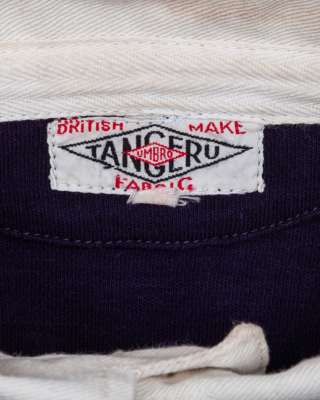 BRITISH MAKE
TANGERU
UMBRO
FABRIC